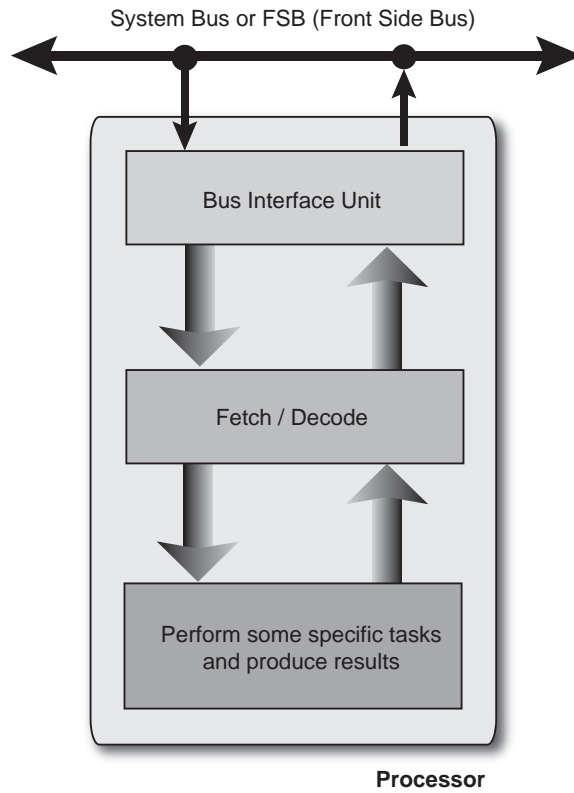 System Bus or FSB (Front Side Bus)
Bus Interface Unit
Fetch / Decode
Perform some specific tasks
and produce results
Processor